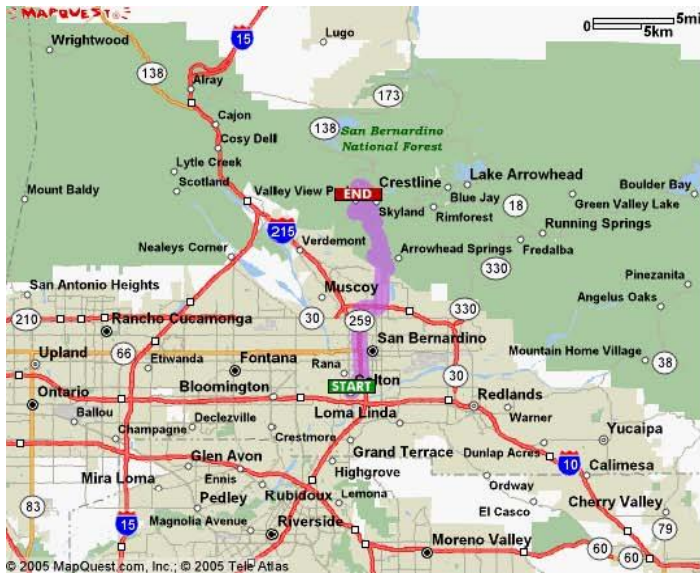 MAPQUEST
15
Lugo
0 5mi
5km
Wrightwood
138
Alray
173
Cajon
138
San Bernardino
National Forest
Cosy Dell
Lytle Creek
Scotland
Valley View P
END
Crestline
Lake Arrowhead
Boulder Bay
Mount Baldy
Skyland
Blue Jay
Rimforest
18
Green Valley Lake
215
Running Springs
Verdemont
Fredalba
Nealeys Corner
Arrowhead Springs
330
San Antonio Heights
Muscoy
Pinezanita
Angelus Oaks
210
Rancho Cucamonga
30
259
330
66
San Bernardino
Upland
Etiwanda
Fontana
Rana
Mountain Home Village
38
30
START
Colton
Ontario
Bloomington
Redlands
Loma Linda
Ballou
Declezville
Warner
Yucaipa
Champagne
Crestmore
Grand Terrace
Dunlap Acres
Glen Avon
Highgrove
10
Calimesa
Mira Loma
Ennis
Rubidoux
Lemona
Ordway
Cherry Valley
83
Pedley
El Casco
15
Magnolia Avenue
Riverside
79
Moreno Valley
60
60
© 2005 MapQuest.com, Inc.; © 2005 Tele Atlas